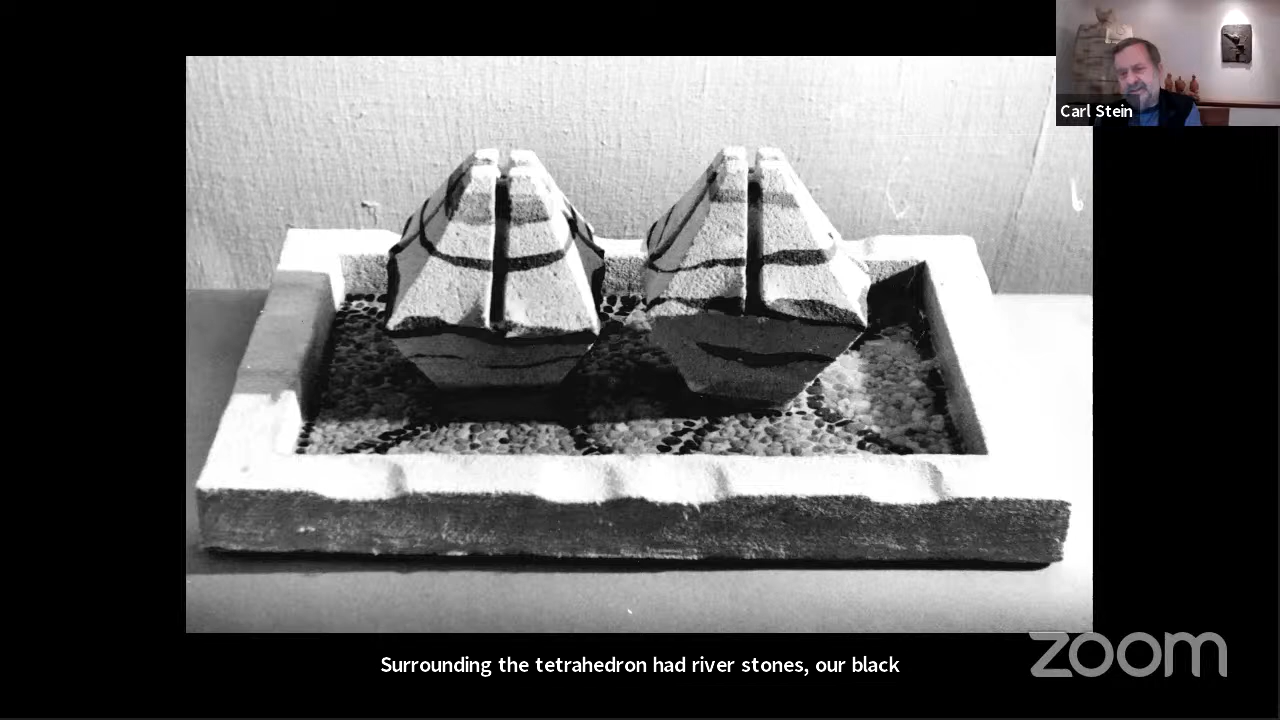 Carl Stein
Surrounding the tetrahedron had river stones, our black
zoom